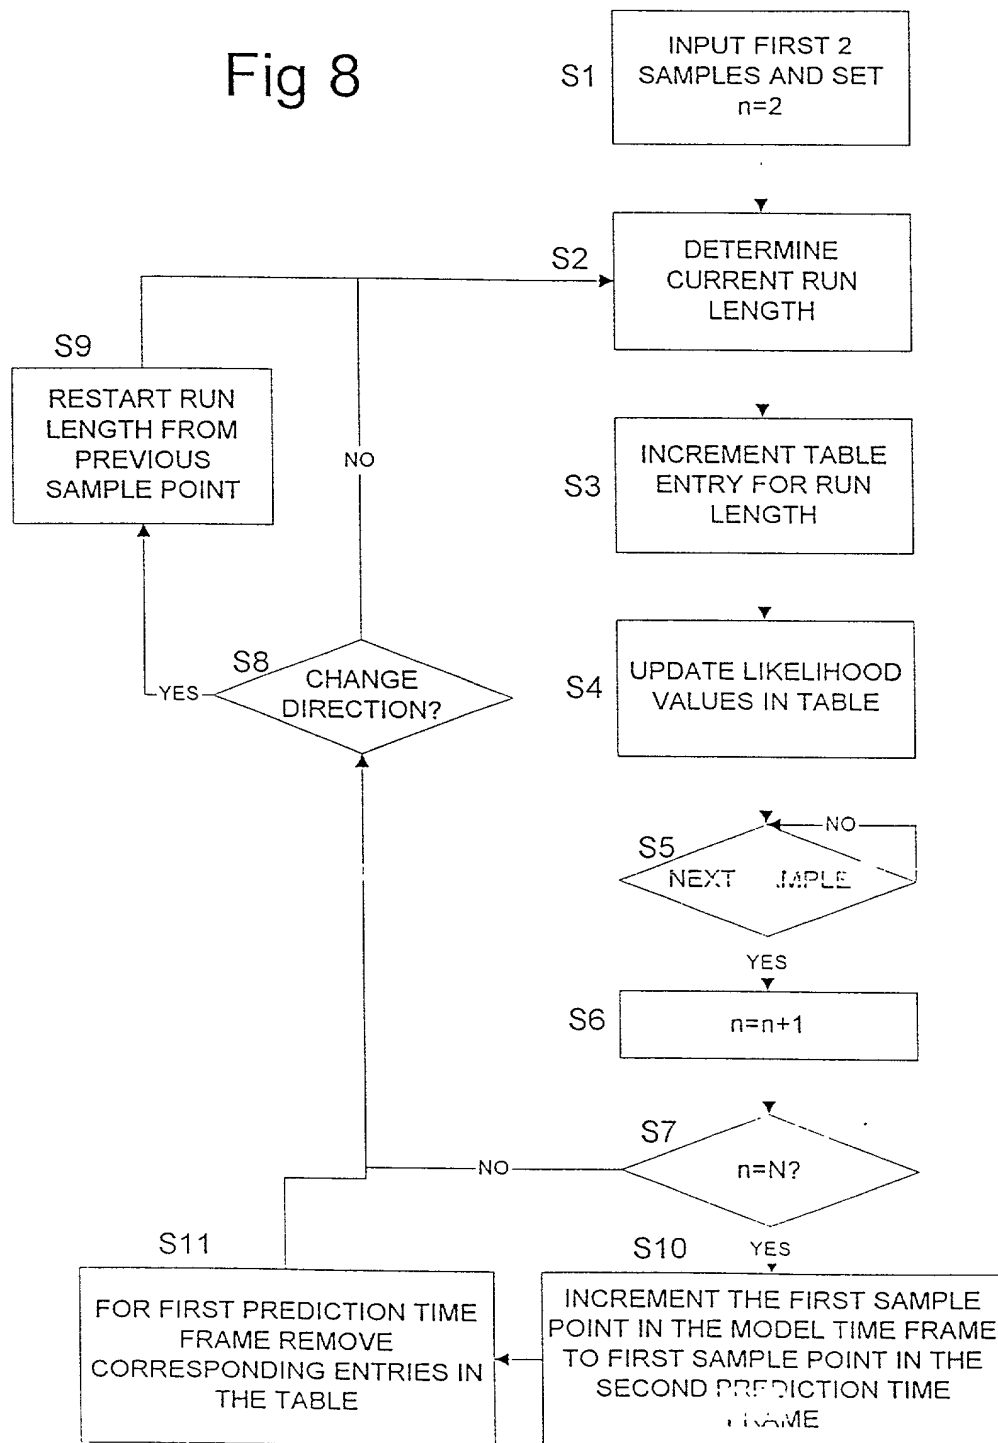 Fig 8
S1
INPUT FIRST 2
SAMPLES AND SET
n=2
S2
DETERMINE
CURRENT RUN
LENGTH
S9
RESTART RUN
LENGTH FROM
PREVIOUS
SAMPLE POINT
NO
S3
INCREMENT TABLE
ENTRY FOR RUN
LENGTH
S8
CHANGE
DIRECTION?
YES
S4
UPDATE LIKELIHOOD
VALUES IN TABLE
NO
S5
NEXT
YES
S6
n=n+1
S7
n=N?
NO
YES
S11
FOR FIRST PREDICTION TIME
FRAME REMOVE
CORRESPONDING ENTRIES IN
THE TABLE
S10
INCREMENT THE FIRST SAMPLE
POINT IN THE MODEL TIME FRAME
TO FIRST SAMPLE POINT IN THE
SECOND PREDICTION TIME
FRAME